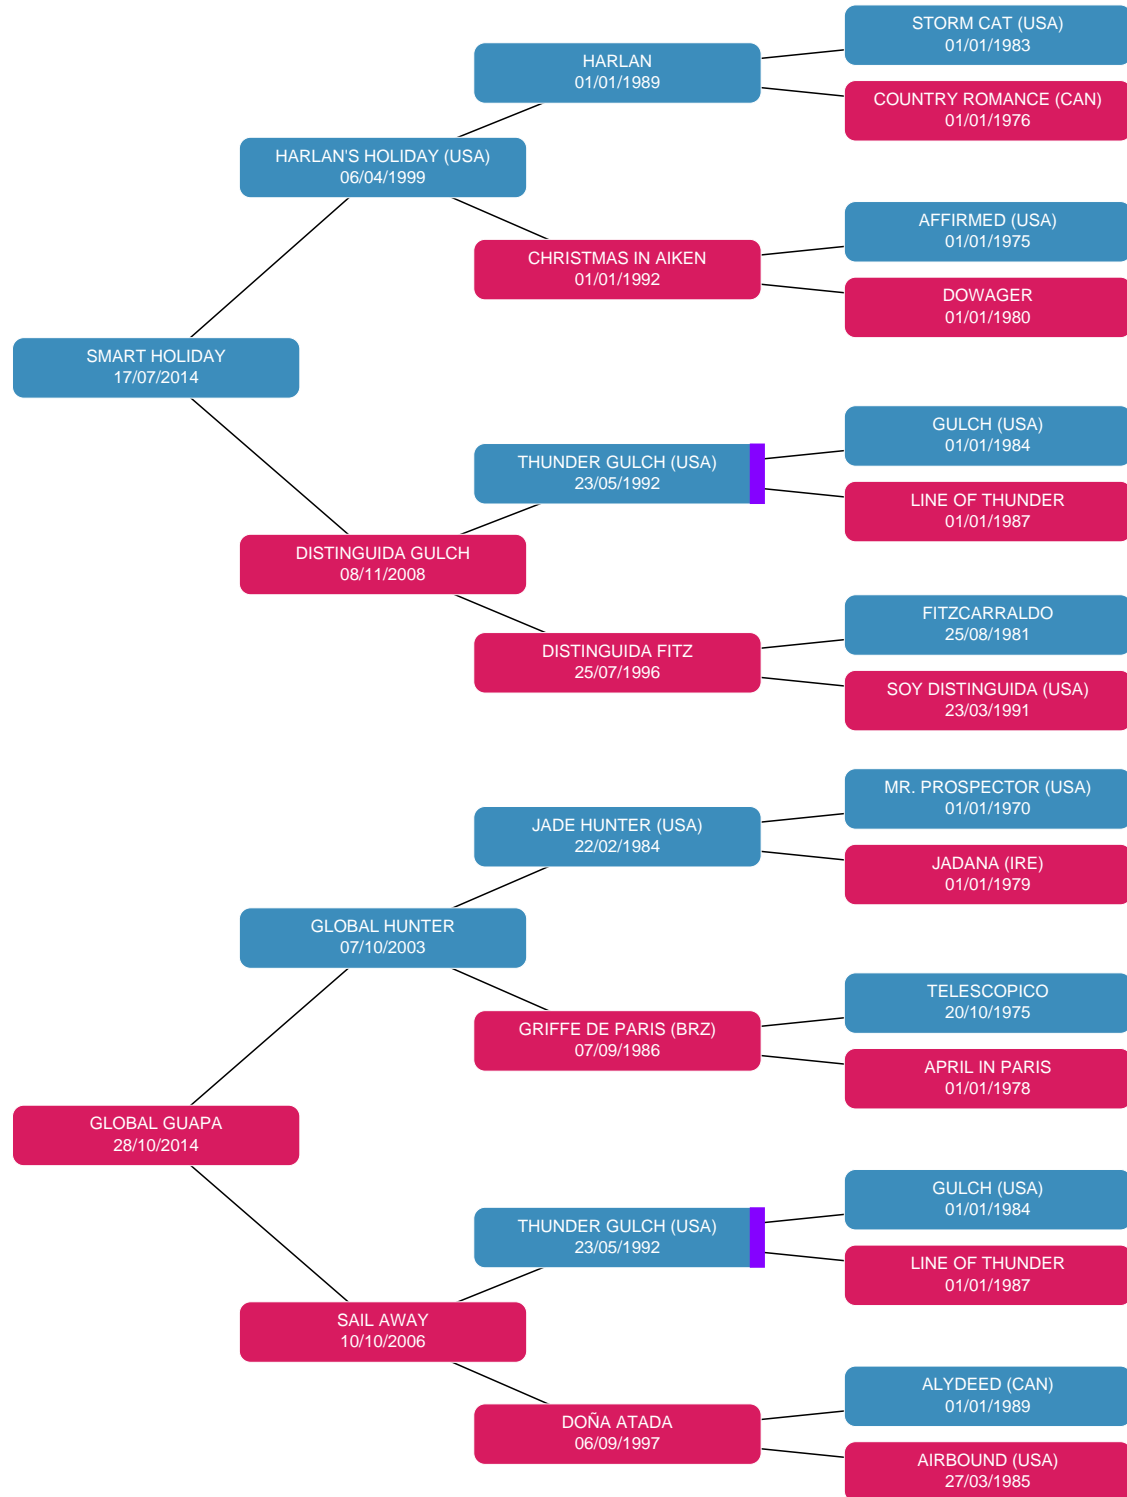 STORM CAT (USA)
01/01/1983
HARLAN
01/01/1989
COUNTRY ROMANCE (CAN)
01/01/1976
HARLAN'S HOLIDAY (USA)
06/04/1999
AFFIRMED (USA)
01/01/1975
CHRISTMAS IN AIKEN
01/01/1992
DOWAGER
01/01/1980
SMART HOLIDAY
17/07/2014
GULCH (USA)
01/01/1984
THUNDER GULCH (USA)
23/05/1992
LINE OF THUNDER
01/01/1987
DISTINGUIDA GULCH
08/11/2008
FITZCARRALDO
25/08/1981
DISTINGUIDA FITZ
25/07/1996
SOY DISTINGUIDA (USA)
23/03/1991
MR. PROSPECTOR (USA)
01/01/1970
JADE HUNTER (USA)
22/02/1984
JADANA (IRE)
01/01/1979
GLOBAL HUNTER
07/10/2003
TELESCOPICO
20/10/1975
GRIFFE DE PARIS (BRZ)
07/09/1986
APRIL IN PARIS
01/01/1978
GLOBAL GUAPA
28/10/2014
GULCH (USA)
01/01/1984
THUNDER GULCH (USA)
23/05/1992
LINE OF THUNDER
01/01/1987
SAIL AWAY
10/10/2006
ALYDEED (CAN)
01/01/1989
DOÑA ATADA
06/09/1997
AIRBOUND (USA)
27/03/1985